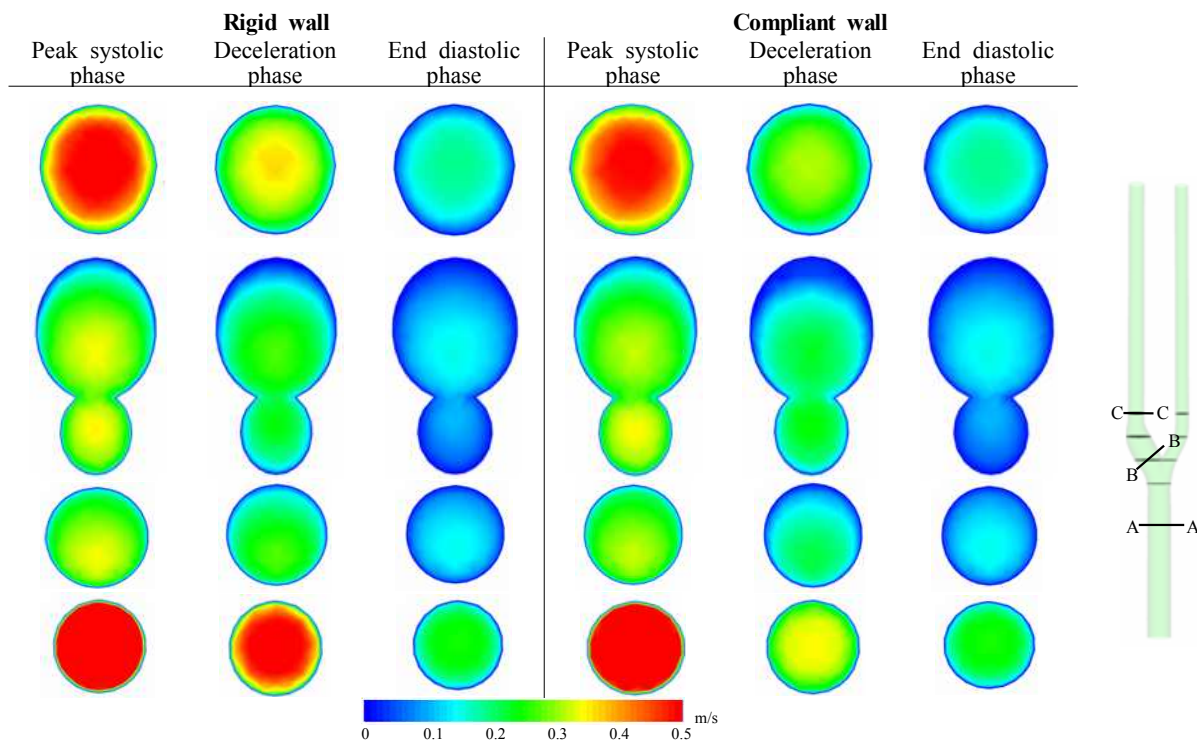 Rigid wall
Compliant wall
Peak systolic
Deceleration
End diastolic
Peak systolic
Deceleration
End diastolic
phase
phase
phase
phase
phase
phase
C C
B
B
A A
m/s
0 0.1 0.2 0.3 0.4 0.5